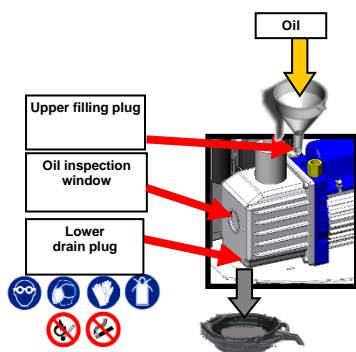 Oil
Upper filling plug
Oil inspection
window
Lower
drain plug